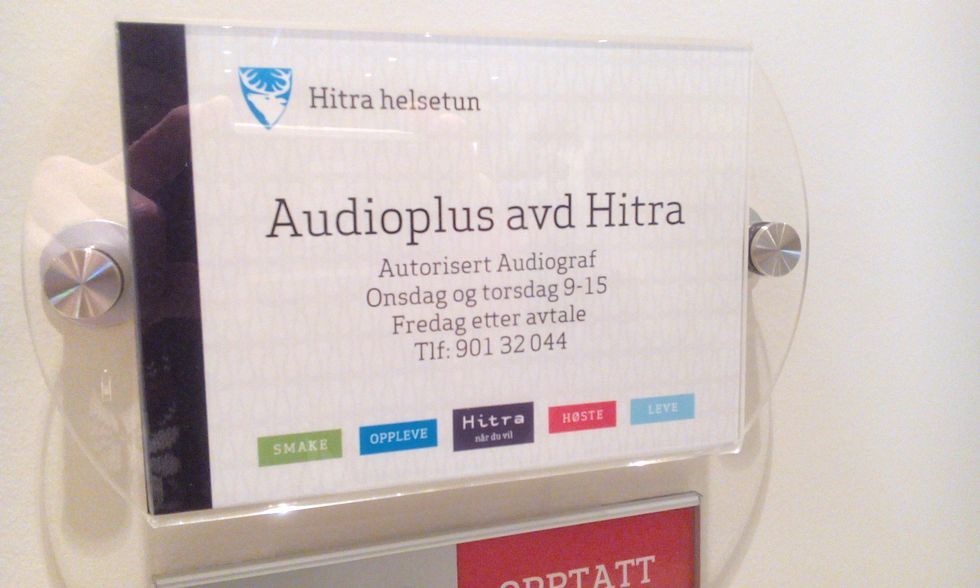 Hitra helsetun
Audioplus avd Hitra
Autorisert Audiograf
Onsdag og torsdag 9-15
Fredag etter avtale
Tlf: 901 32 044
SMAKE
OPPLEVE
Hitra
når du vil
HØSTE
LEVE
OPPTATT